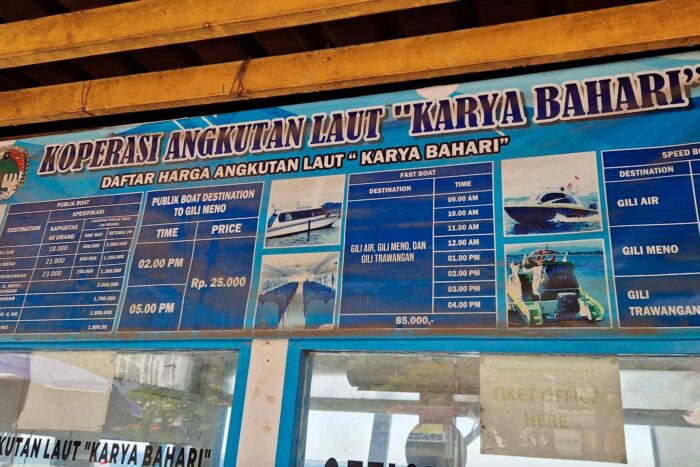 KOPERASI ANGKUTAN LAUT "KARYA BAHARI"
DAFTAR HARGA ANGKUTAN LAUT " KARYA BAHARI"
PUBLIK BOAT
DESTINATION
SPESIFIKASI
KAPASITAS
40 ORANG
18.000
21.000
23.000
TRAWANGAN
PUBLIK BOAT DESTINATION
TO GILI MENO
TIME
PRICE
02.00 PM
05.00 PM
Rp. 25.000
FAST BOAT
DESTINATION
TIME
GILI AIR, GILI MENO, DAN
GILI TRAWANGAN
09.00 AM
10.00 AM
11.00 AM
12.00 AM
01.00 PM
02.00 PM
03.00 PM
04.00 PM
85.000,-
SPEED BO
DESTINATION
GILI AIR
GILI MENO
GILI
TRAWANGAN
TIKET OFFICE
HERE
KUTAN LAUT "KARYA BAHARI"